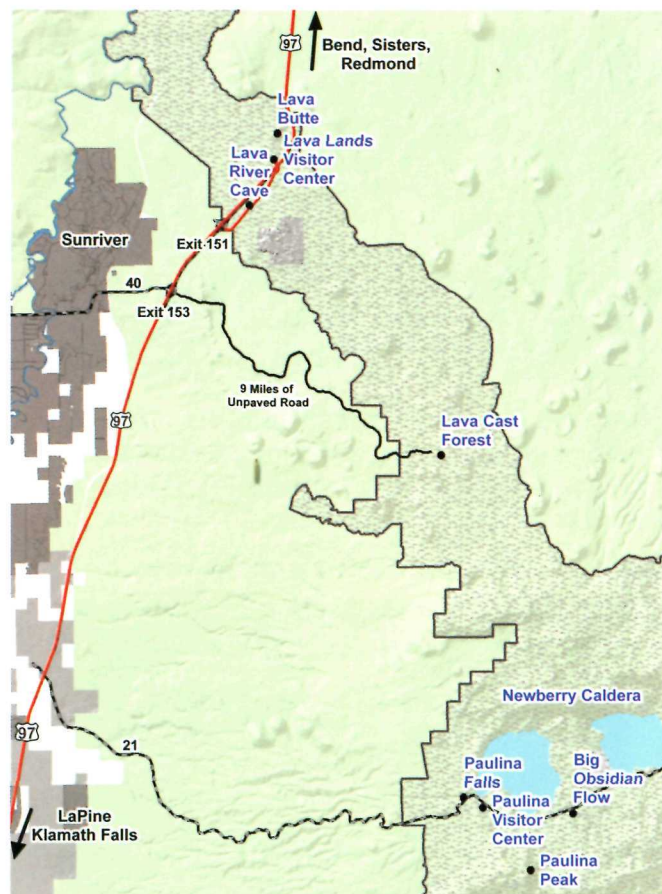 97
Bend, Sisters,
Redmond
Lava
Butte
Lava Lands
Visitor
Center
Lava
River
Cave
Sunriver
Exit 151
40
Exit 153
9 Miles of
Unpaved Road
97
Lava Cast
Forest
Newberry Caldera
97
21
Paulina
Falls
Big
Obsidian
Flow
Paulina
Visitor
Center
LaPine
Klamath Falls
Paulina
Peak